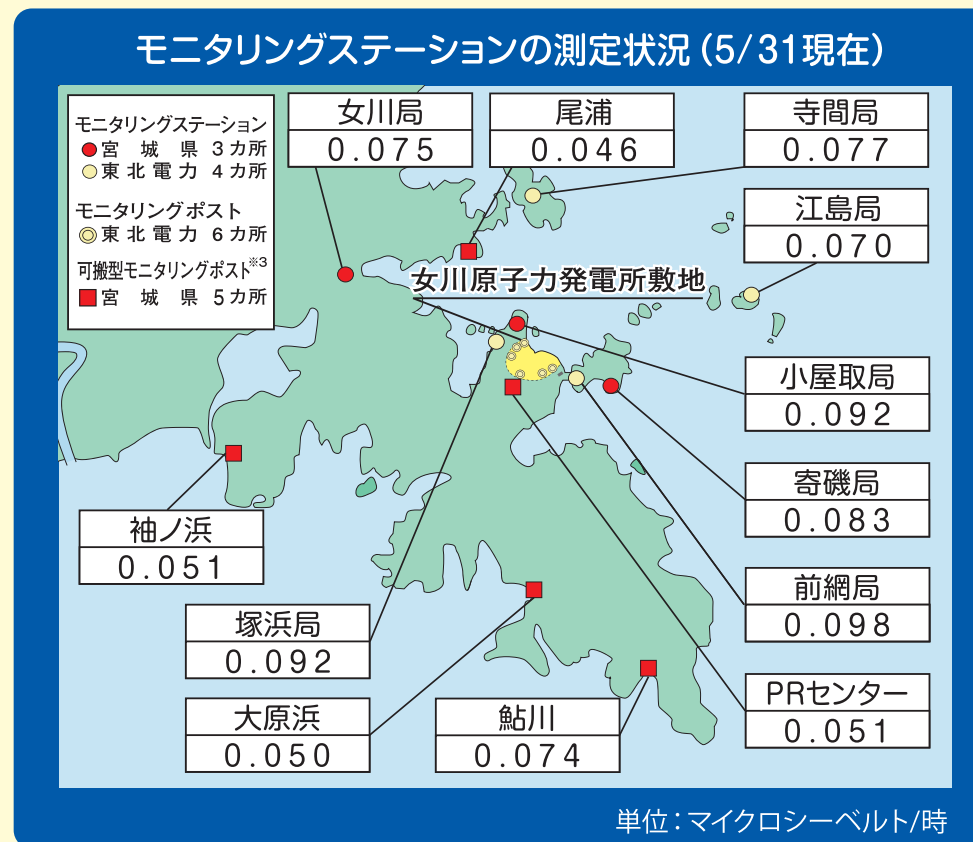 モニタリングステーションの測定状況（5/31現在）
モニタリングステーション
宮城県 3カ所
東北電力 4カ所
モニタリングポスト
東北電力 6カ所
可搬型モニタリングポスト※3
宮城県 5カ所
女川局
0.075
尾浦
0.046
寺間局
0.077
江島局
0.070
女川原子力発電所敷地
小屋取局
0.092
寄磯局
0.083
袖ノ浜
0.051
前網局
0.098
塚浜局
0.092
PRセンター
0.051
大原浜
0.050
鮎川
0.074
単位：マイクロシーベルト/時